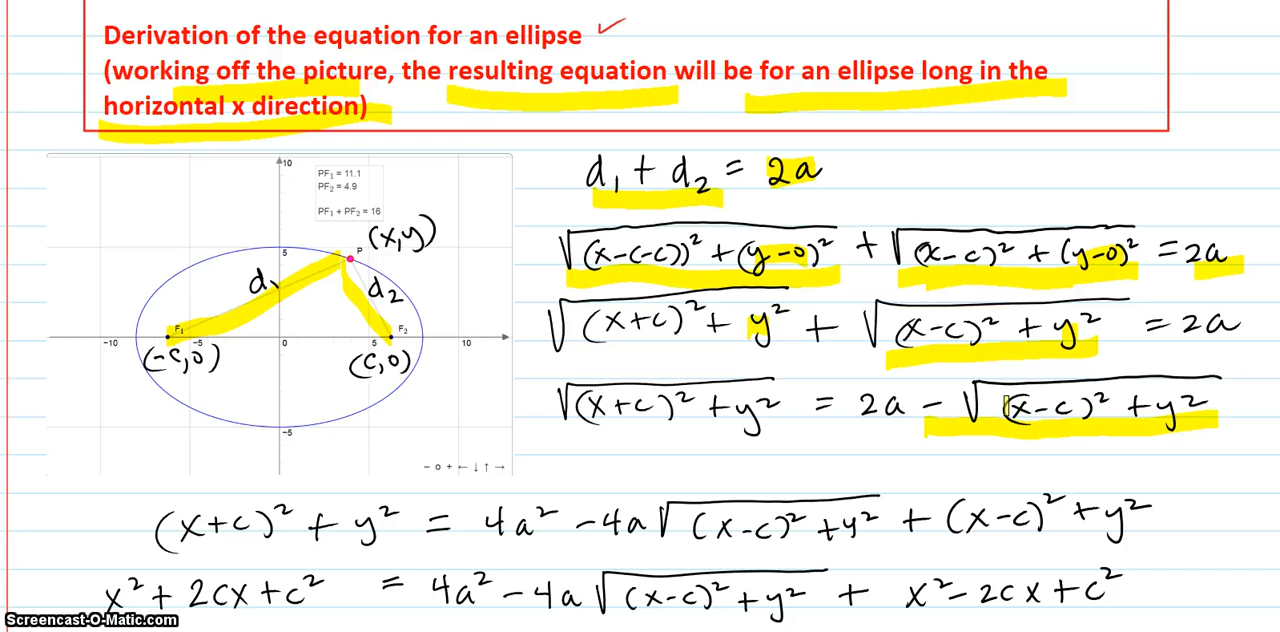 Derivation of the equation for an ellipse ✓
(working off the picture, the resulting equation will be for an ellipse long in the
horizontal x direction)
10
PF₁ = 11.1
PF₂ = 4.9
PF₁ + PF₂ = 16
5
P
(x,y)
d₁
d₂
F₁
F₂
-10
-5
0
5
10
(-c,0)
(c,0)
-5
- o + ← ↓ ↑ →
d₁ + d₂ = 2a
√((x-(-c))² + (y-0)²) + √((x-c)² + (y-0)²) = 2a
√((x+c)² + y²) + √((x-c)² + y²) = 2a
√((x+c)² + y²) = 2a - √((x-c)² + y²)
(x+c)² + y² = 4a² - 4a√((x-c)² + y²) + (x-c)² + y²
x² + 2cx + c² = 4a² - 4a√((x-c)² + y²) + x² - 2cx + c²
Screencast-O-Matic.com